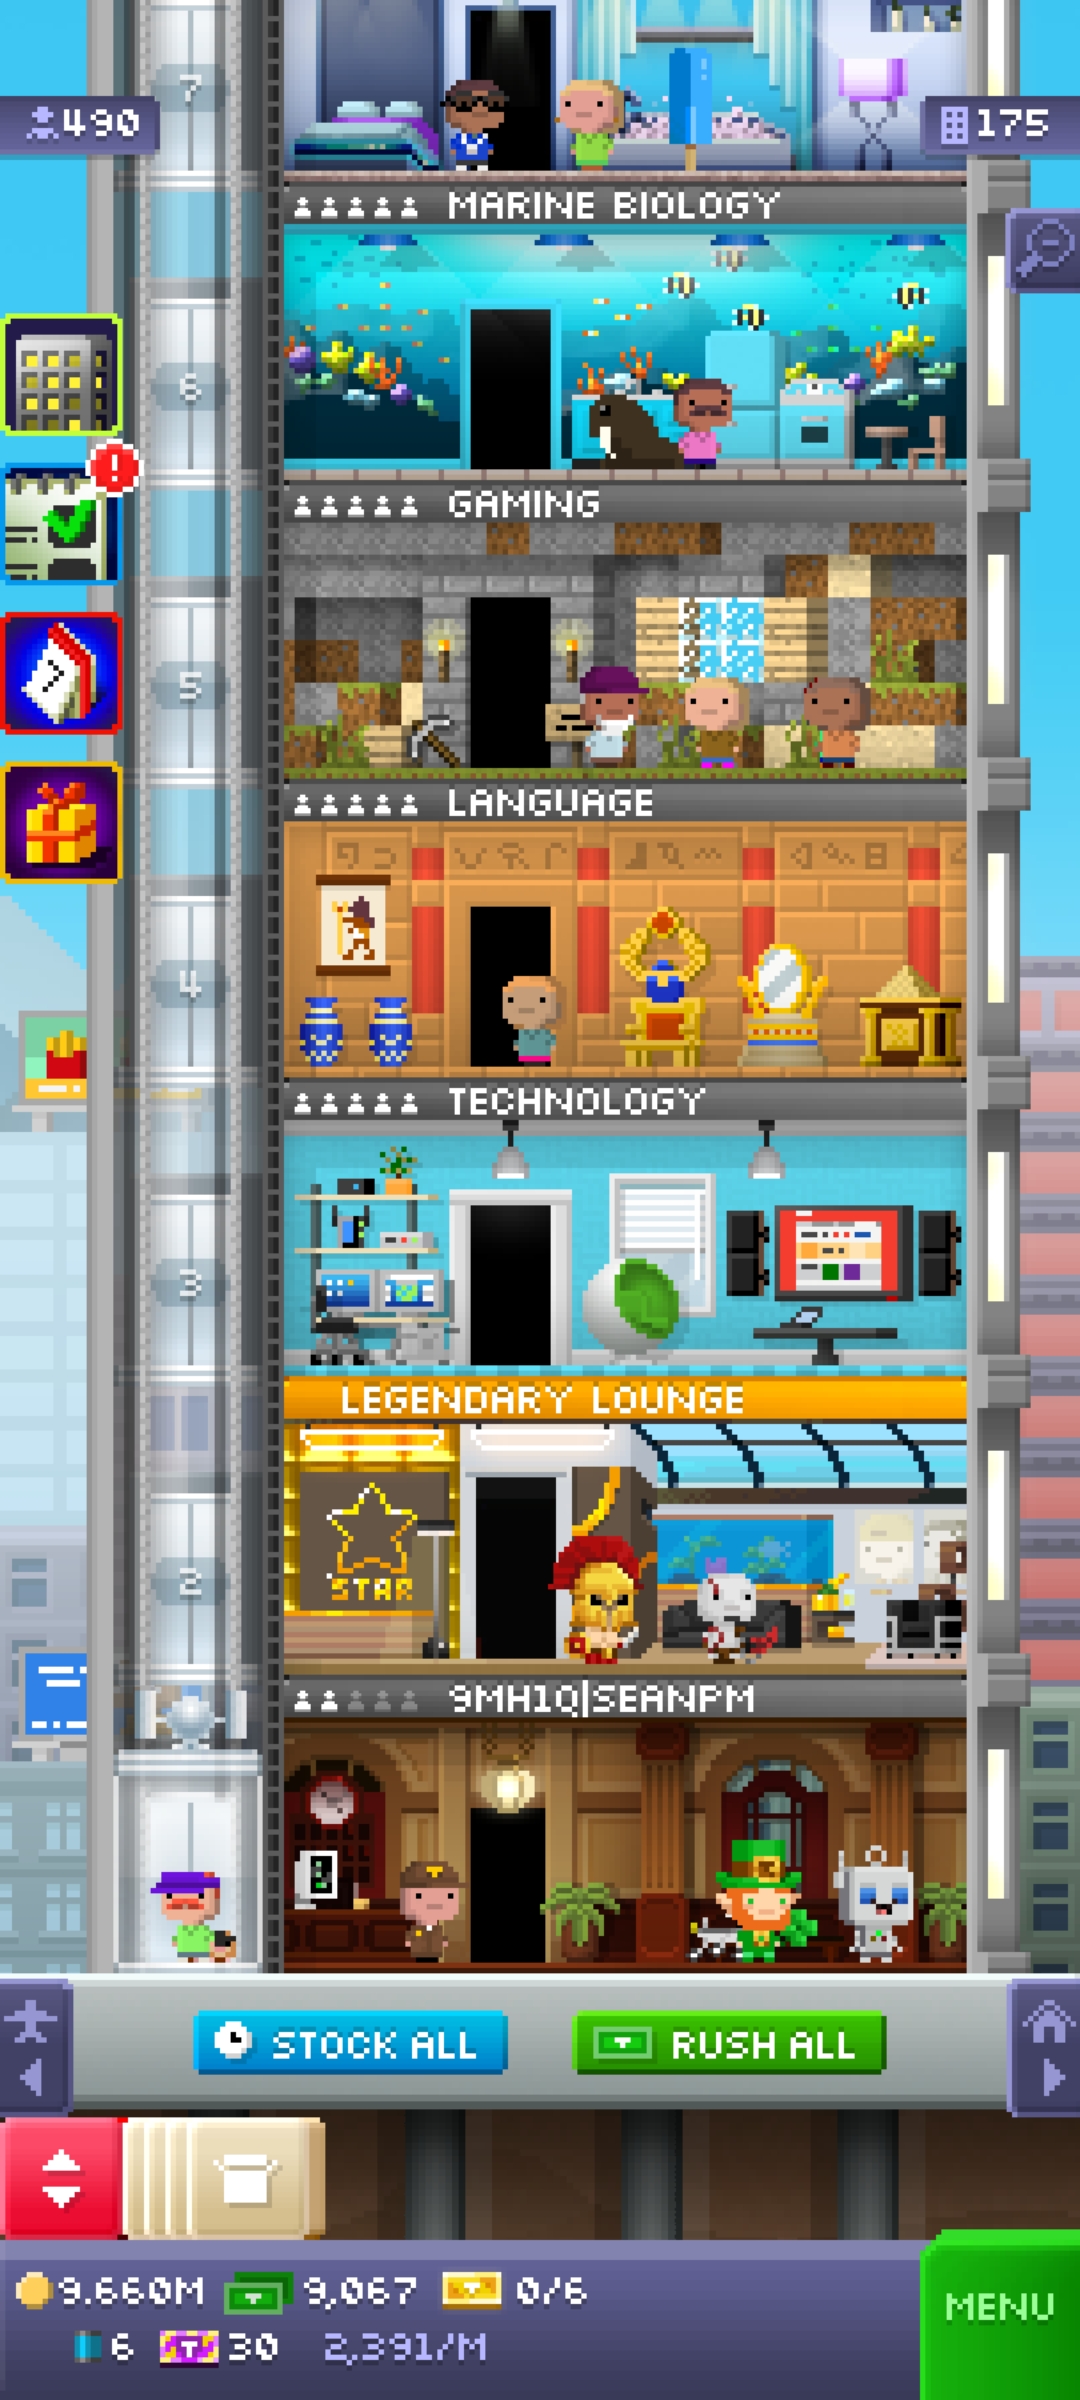 7
490
175
MARINE BIOLOGY
6
GAMING
5
LANGUAGE
4
TECHNOLOGY
3
LEGENDARY LOUNGE
STAR
2
9MH1Q|SEANPM
STOCK ALL
RUSH ALL
9.660M 9,067 0/6
6 30 2,391/M
MENU